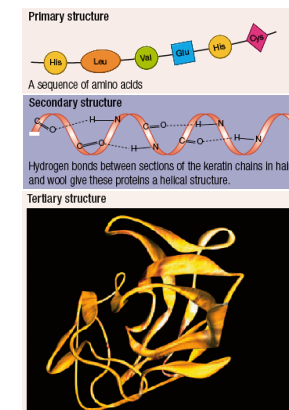 Primary structure
His Leu Val Glu His Cys
A sequence of amino acids
Secondary structure
C O H N C O H N
C O H N C O H N
Hydrogen bonds between sections of the keratin chains in hai
and wool give these proteins a helical structure.
Tertiary structure